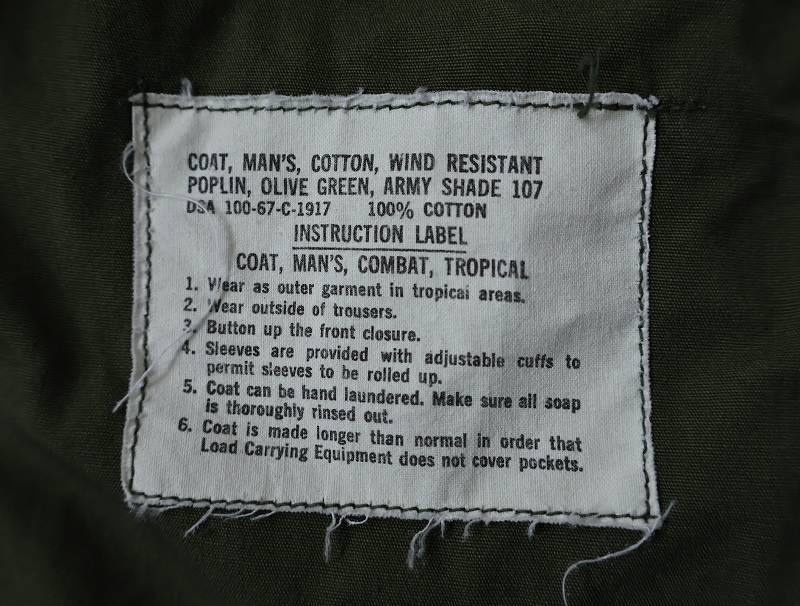 COAT, MAN'S, COTTON, WIND RESISTANT
POPLIN, OLIVE GREEN, ARMY SHADE 107
DSA 100-67-C-1917 100% COTTON
INSTRUCTION LABEL
COAT, MAN'S, COMBAT, TROPICAL
1. Wear as outer garment in tropical areas.
2. Wear outside of trousers.
3. Button up the front closure.
4. Sleeves are provided with adjustable cuffs to
permit sleeves to be rolled up.
5. Coat can be hand laundered. Make sure all soap
is thoroughly rinsed out.
6. Coat is made longer than normal in order that
Load Carrying Equipment does not cover pockets.